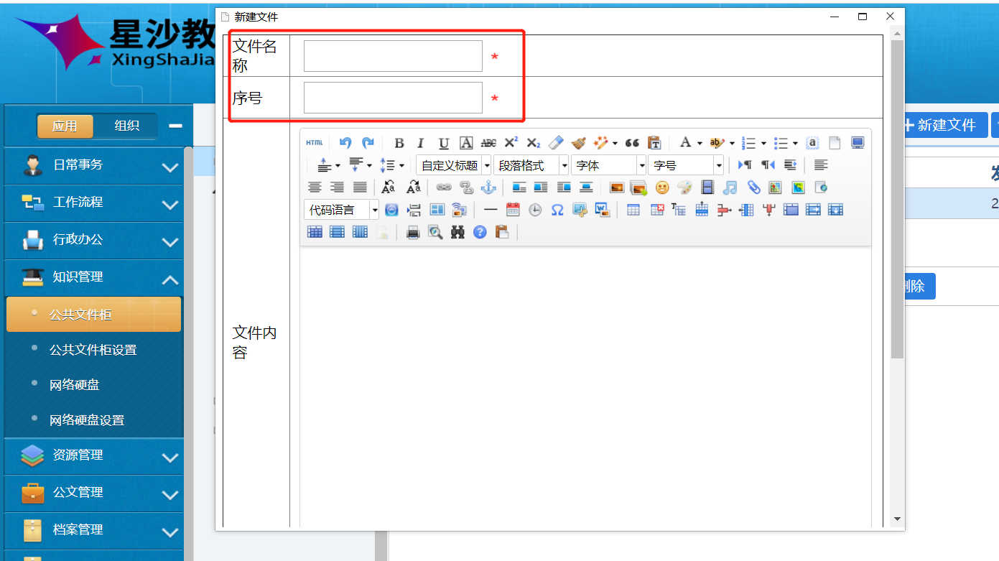 星沙教
XingShaJia
应用
组织
日常事务
工作流程
行政办公
知识管理
公共文件柜
公共文件柜设置
网络硬盘
网络硬盘设置
资源管理
公文管理
档案管理
新建文件
文件名
称
*
序号
*
HTML
B I U A ABC X² X₂
A
自定义标题
段落格式
字体
字号
代码语言
文件内
容
新建文件
2
删除